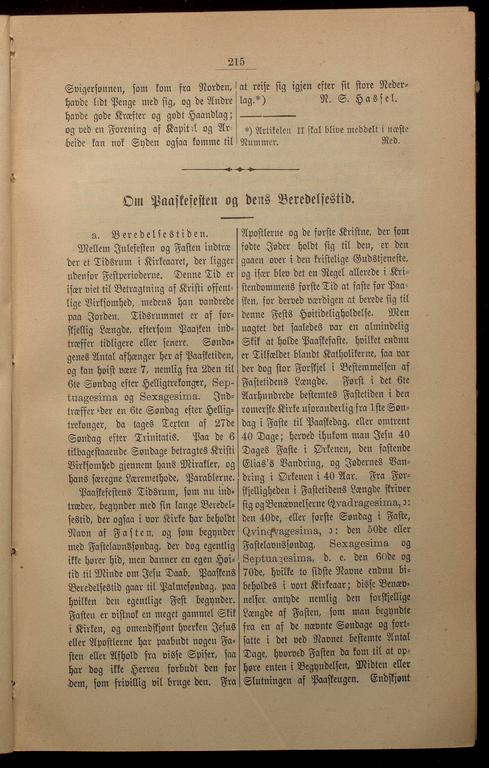 215
Svigersønnen, som kom fra Norden,
havde lidt Penge med sig, og de Andre
havde gode Kræfter og godt Haandlag;
og ved en Forening af Kapital og Ar-
beide kan nok Syden ogsaa komme til
at reise sig igjen efter sit store Neder-
lag.*)
N. S. Hassel.
*) Artikelen II skal blive meddelt i næste
Nummer.
Red.
Om Paaskefesten og dens Beredelsestid.
a. Beredelsestiden.
Mellem Julefesten og Fasten indtræ-
der et Tidsrum i Kirkeaaret, der ligger
udenfor Festperioderne. Denne Tid er
især viet til Betragtning af Kristi offent-
lige Virksomhed, medens han vandrede
paa Jorden. Tidsrummet er af for-
skjellig Længde, eftersom Paasken ind-
træffer tidligere eller senere. Sønda-
genes Antal afhænger her af Paasketiden,
og kan høist være 7, nemlig fra 2den til
6te Søndag efter Helligtrekonger, Sep-
tuagesima og Sexagesima. Ind-
træffer der en 6te Søndag efter Hellig-
trekonger, da tages Texten af 27de
Søndag efter Trinitatis. Paa de 6
tilbagestaaende Søndage betragtes Kristi
Virksomhed gjennem hans Mirakler, og
hans særegne Læremethode, Parablerne.
Paaskefestens Tidsrum, som nu ind-
træder, begynder med sin lange Beredel-
sestid, der ogsaa i vor Kirke har beholdt
Navn af Fasten, og som begynder
med Fastelavnssøndag, der dog egentlig
ikke hører hid, men danner en egen Høi-
tid til Minde om Jesu Daab. Paaskens
Beredelsestid gaar til Palmesøndag, paa
hvilken den egentlige Fest begynder.
Fasten er vistnok en meget gammel Skik
i Kirken, og omendskjønt hverken Jesus
eller Apostlerne har paabudt nogen Fa-
sten eller Afhold fra visse Spiser, saa
har dog ikke Herren forbudt den for
dem, som frivillig vil bruge den. Fra
Apostlerne og de første Kristne, der som
fødte Jøder holdt sig til den, er den
gaaen over i den kristelige Gudstjeneste,
og især blev det en Regel allerede i Kri-
stendommens første Tid at faste før Paa-
sken, for derved værdigen at berede sig til
denne Fests Høitideligholdelse. Men
uagtet det saaledes var en almindelig
Skik at holde Paaskefaste, hvilket endnu
er Tilfældet blandt Katholikerne, saa var
der dog stor Forskjel i Bestemmelsen af
Fastetidens Længde. Først i det 6te
Aarhundrede bestemtes Fastetiden i den
romerske Kirke uforanderlig fra 1ste Søn-
dag i Faste til Paaskedag, eller omtrent
40 Dage; herved ihukom man Jesu 40
Dages Faste i Ørkenen, den fastende
Elias's Vandring, og Jødernes Van-
dring i Ørkenen i 40 Aar. Fra For-
skjelligheden i Fastetidens Længde skriver
sig og Benævnelserne Qvadragesima, ɔ:
den 40de, eller første Søndag i Faste,
Qvinqvagesima, ɔ: den 50de eller
Fastelavnssøndag. Sexagesima og
Septuagesima, d. e. den 60de og
70de, hvilke to sidste Navne endnu bi-
beholdes i vort Kirkeaar; disse Benæv-
nelser antyde nemlig den forskjellige
Længde af Fasten, som man begyndte
fra en af de nævnte Søndage og fort-
satte i det ved Navnet bestemte Antal
Dage, hvorved Fasten da kom til at op-
høre enten i Begyndelsen, Midten eller
Slutningen af Paaskeugen. Endskjønt